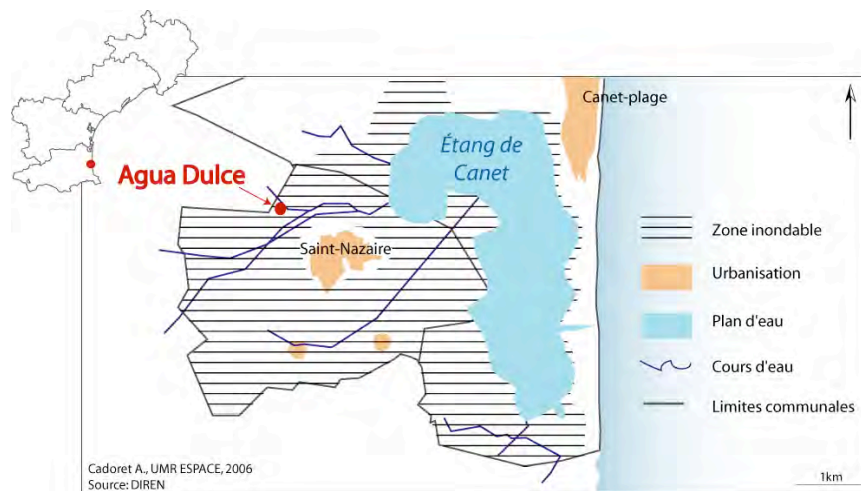 Canet-plage
Étang de
Canet
Agua Dulce
Saint-Nazaire
Zone inondable
Urbanisation
Plan d'eau
Cours d'eau
Limites communales
Cadoret A., UMR ESPACE, 2006
Source: DIREN
1km